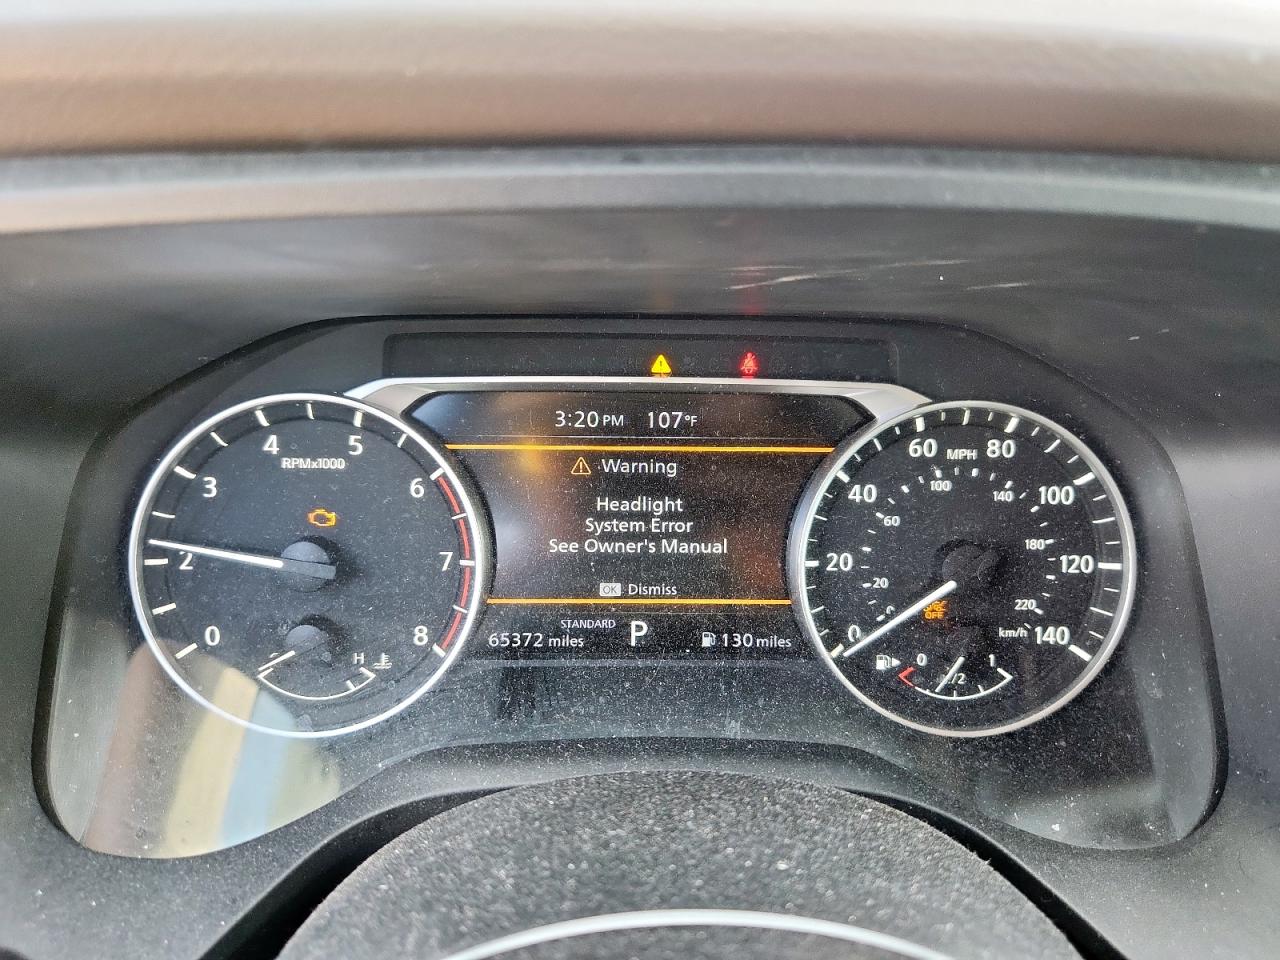 3:20 PM 107°F
Warning
Headlight
System Error
See Owner's Manual
OK Dismiss
STANDARD
65372 miles P 130 miles
4 5
RPMx1000
3 6
2 7
0 8
H
60 MPH 80
100 140
40 100
60
180
20 120
20
220
0
OFF
0 km/h 140
0 1
1/2